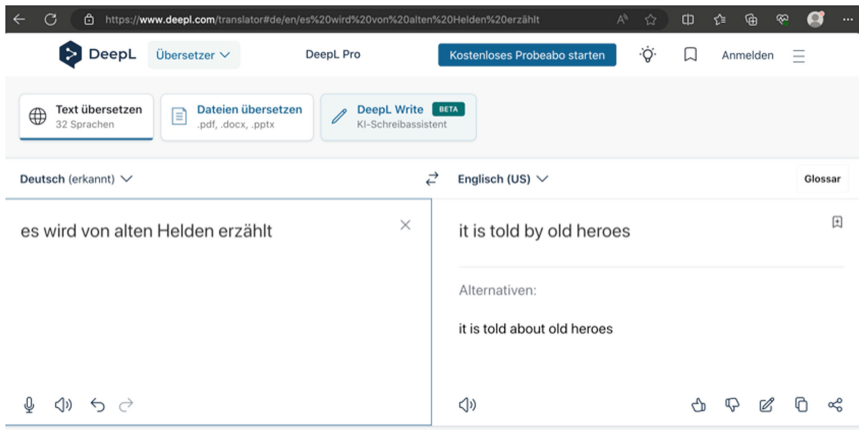 https://www.deepl.com/translator#de/en/es%20wird%20von%20alten%20Helden%20erzählt
DeepL
Übersetzer
DeepL Pro
Kostenloses Probeabo starten
Anmelden
Text übersetzen
32 Sprachen
Dateien übersetzen
.pdf, .docx, .pptx
DeepL Write BETA
KI-Schreibassistent
Deutsch (erkannt)
Englisch (US)
Glossar
es wird von alten Helden erzählt
it is told by old heroes
Alternativen:
it is told about old heroes